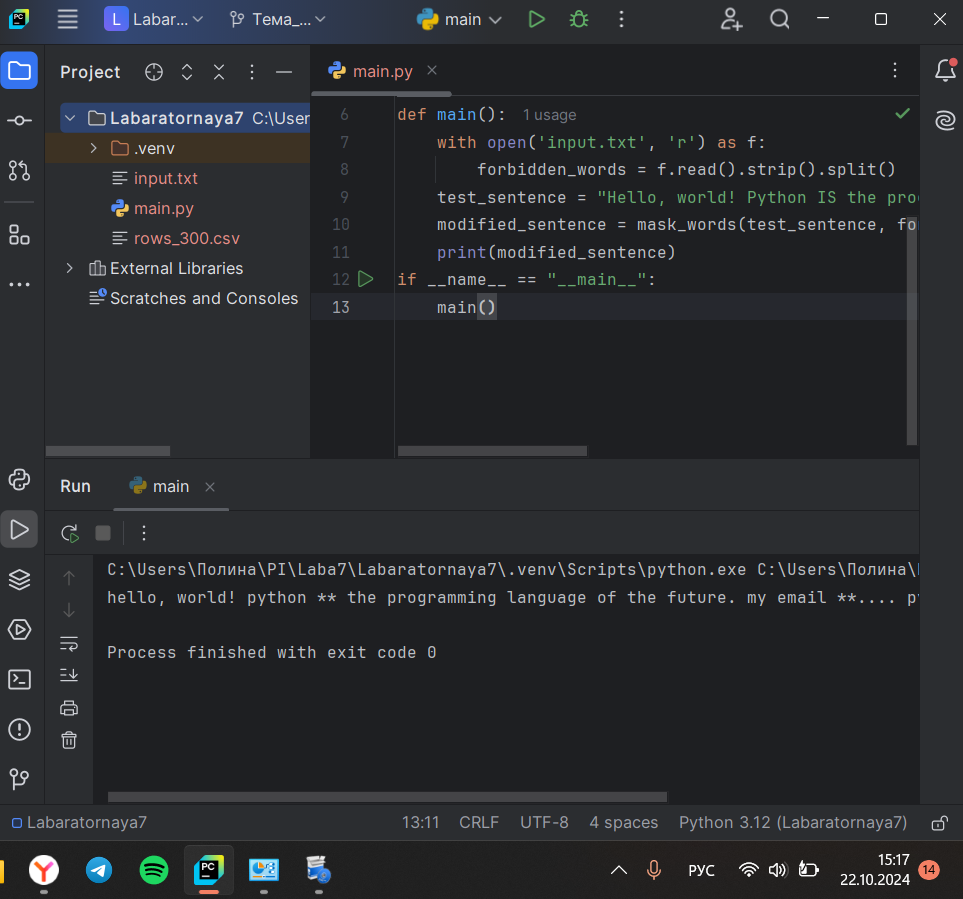 L Labar... Тема_... main
Project
main.py
Labaratornaya7 C:\User
.venv
input.txt
main.py
rows_300.csv
External Libraries
Scratches and Consoles
6 def main(): 1 usage
7 with open('input.txt', 'r') as f:
8 forbidden_words = f.read().strip().split()
9 test_sentence = "Hello, world! Python IS the pro
10 modified_sentence = mask_words(test_sentence, fo
11 print(modified_sentence)
12 if __name__ == "__main__":
13 main()
Run main
C:\Users\Полина\PI\Laba7\Labaratornaya7\.venv\Scripts\python.exe C:\Users\Полина\
hello, world! python ** the programming language of the future. my email **.... p
Process finished with exit code 0
Labaratornaya7 13:11 CRLF UTF-8 4 spaces Python 3.12 (Labaratornaya7)
PC РУС 15:17
22.10.2024 14